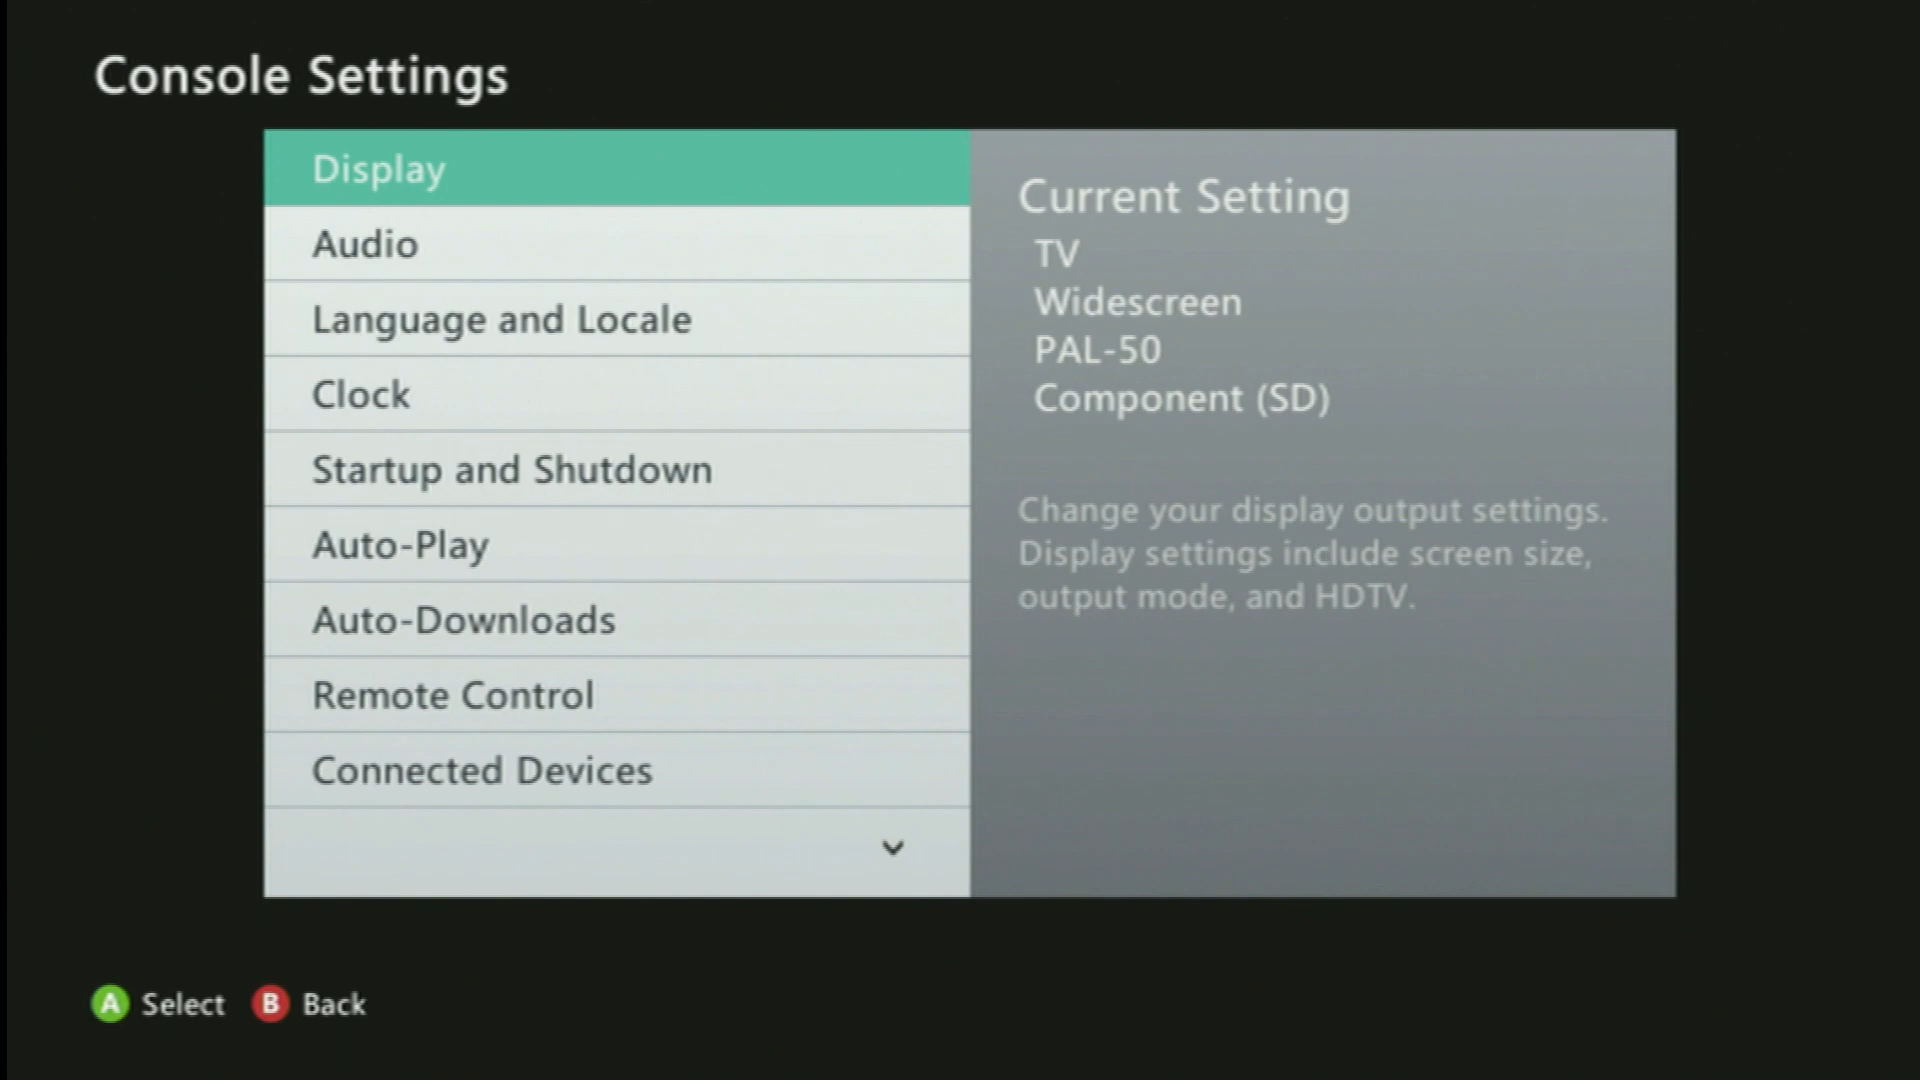 Console Settings
Display
Audio
Language and Locale
Clock
Startup and Shutdown
Auto-Play
Auto-Downloads
Remote Control
Connected Devices
Current Setting
TV
Widescreen
PAL-50
Component (SD)
Change your display output settings.
Display settings include screen size,
output mode, and HDTV.
A Select B Back